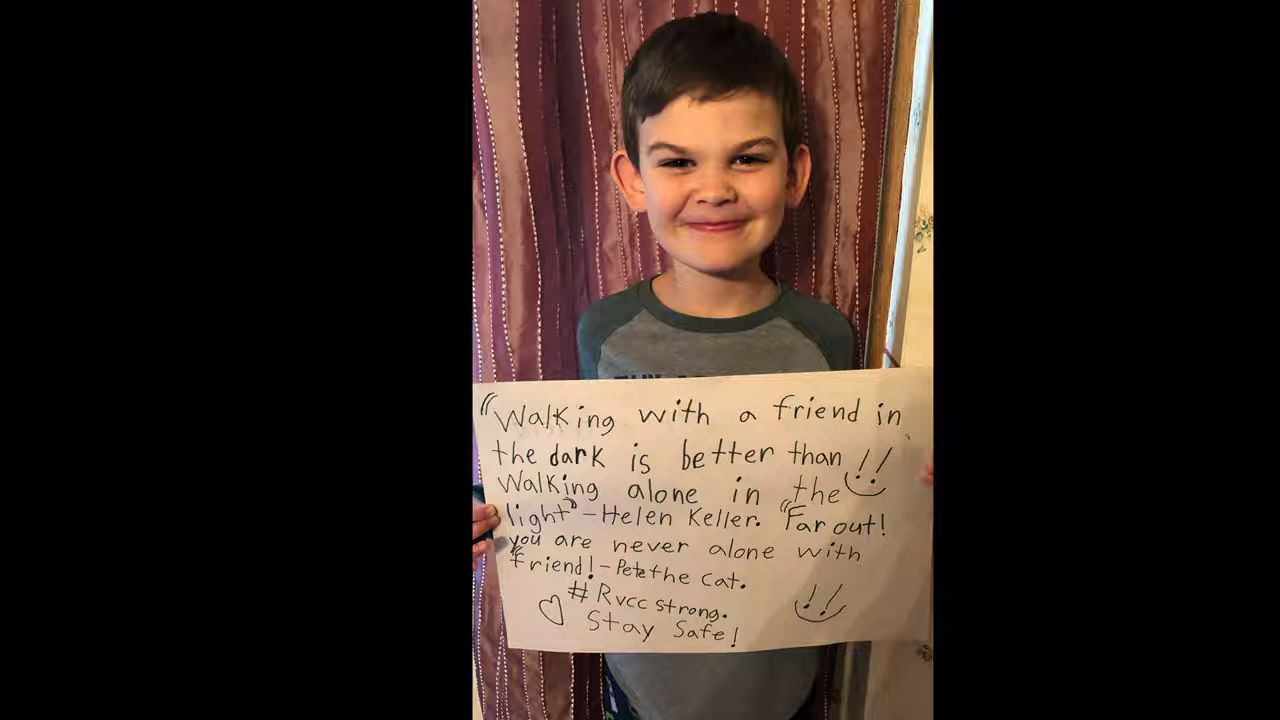 "Walking with a friend in
the dark is better than
Walking alone in the
light" - Helen Keller. "Far out!
you are never alone with
"friend! - Pete the Cat.
# Rvcc strong.
Stay Safe!